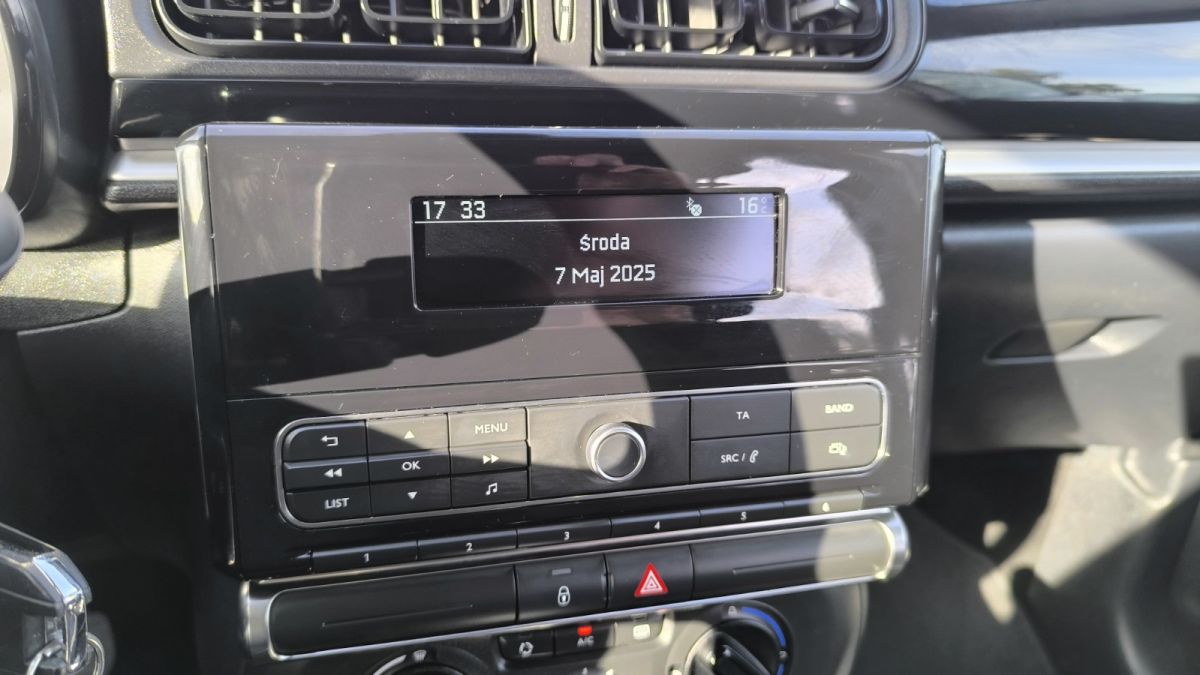 17 33 16°C
Środa
7 Maj 2025
MENU
TA
BAND
OK
SRC /
LIST
1 2 3 4 5 6
A/C